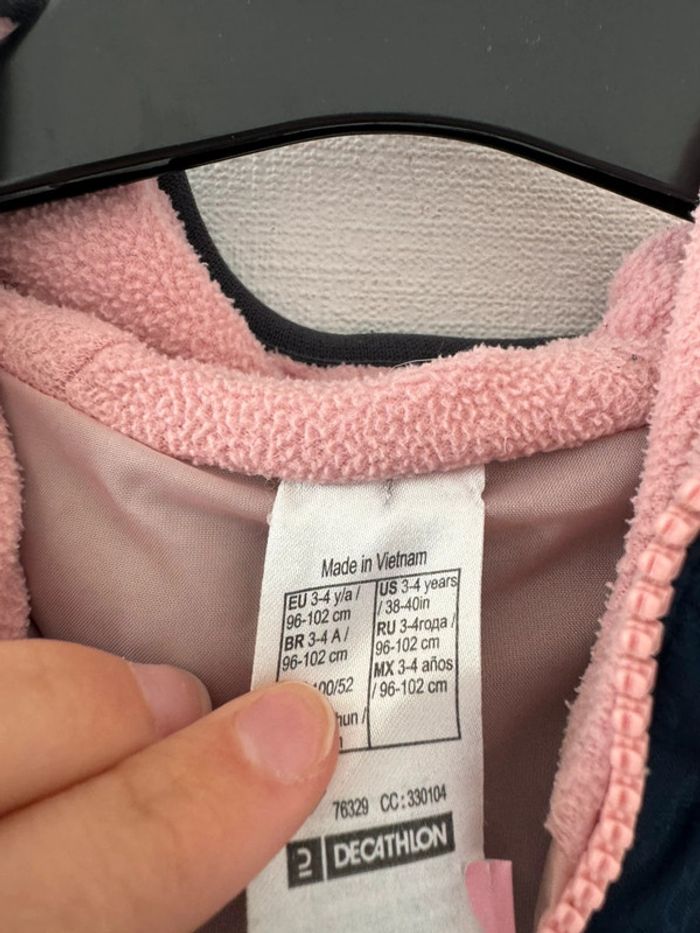 Made in Vietnam
EU 3-4 y/a /
96-102 cm
BR 3-4 A /
96-102 cm
100/52
US 3-4 years
/ 38-40in
RU 3-4года /
96-102 cm
MX 3-4 años
/ 96-102 cm
76329 CC:330104
DECATHLON